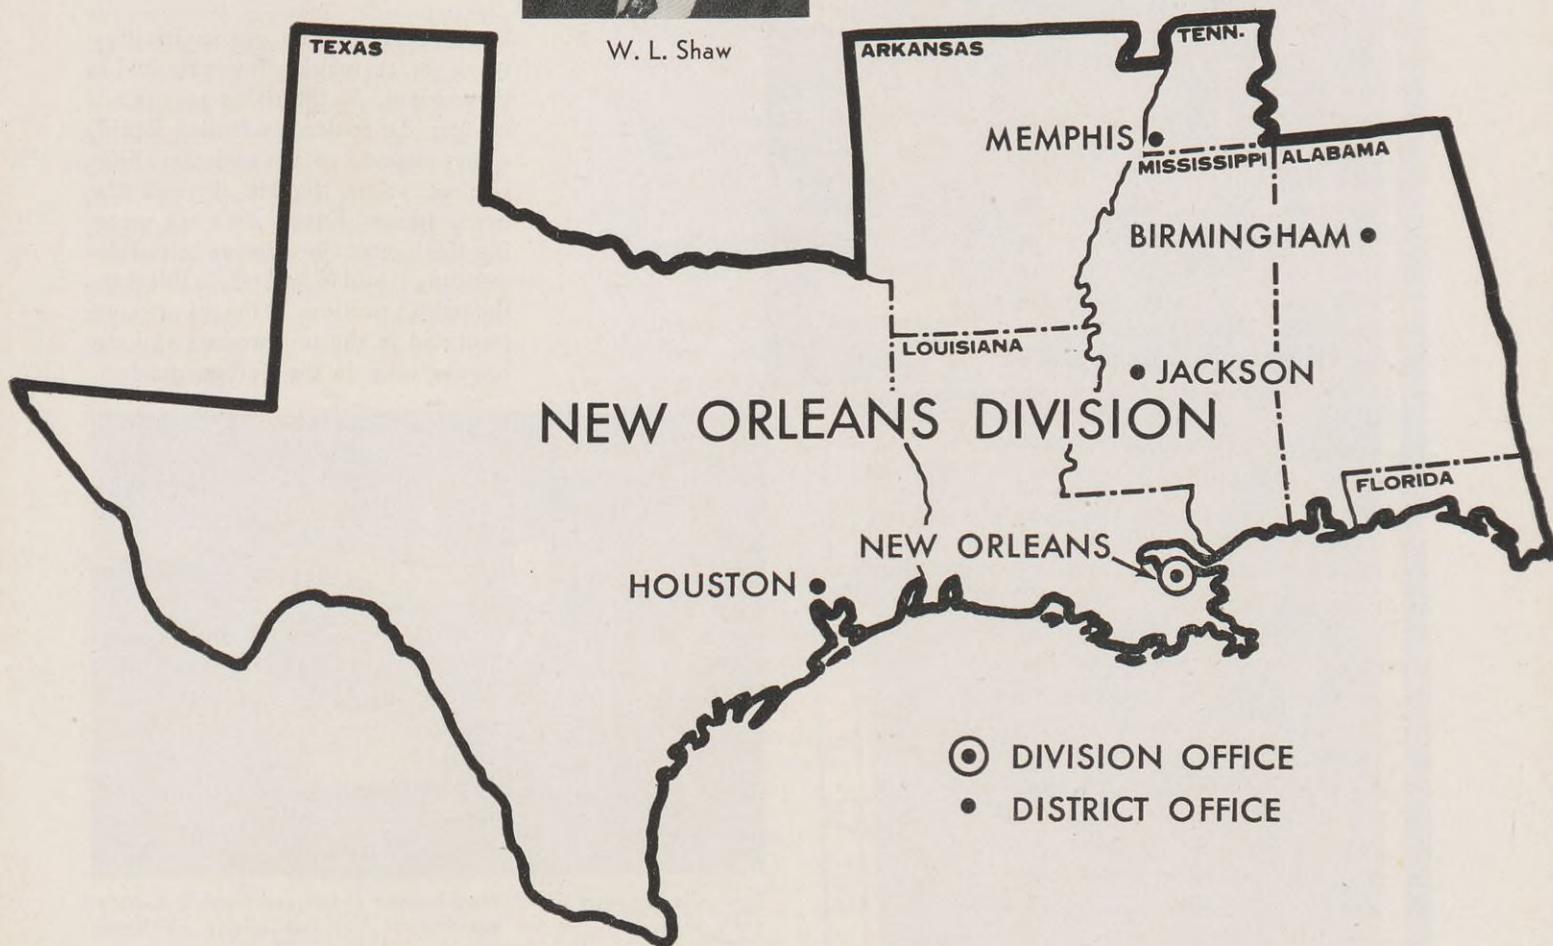 W. L. Shaw
TEXAS
ARKANSAS
TENN.
MEMPHIS
MISSISSIPPI
ALABAMA
BIRMINGHAM
LOUISIANA
JACKSON
NEW ORLEANS DIVISION
FLORIDA
NEW ORLEANS
HOUSTON
DIVISION OFFICE
DISTRICT OFFICE